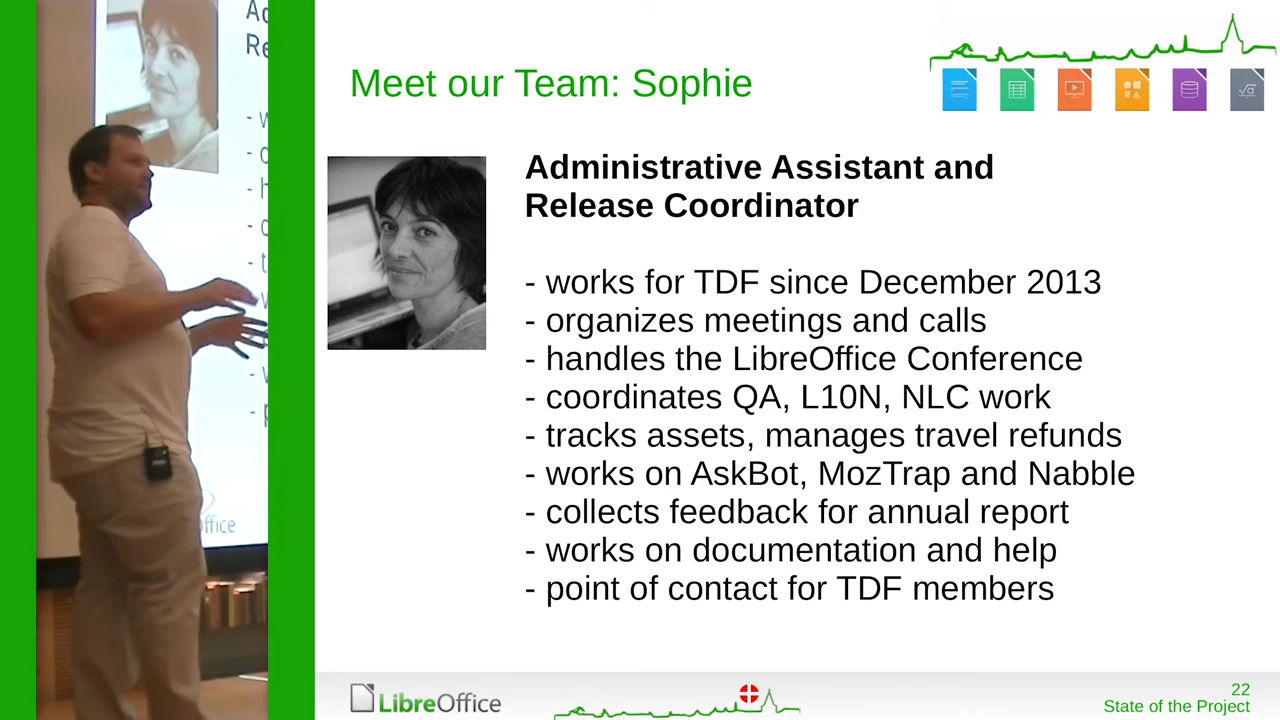 Meet our Team: Sophie
Administrative Assistant and
Release Coordinator
- works for TDF since December 2013
- organizes meetings and calls
- handles the LibreOffice Conference
- coordinates QA, L10N, NLC work
- tracks assets, manages travel refunds
- works on AskBot, MozTrap and Nabble
- collects feedback for annual report
- works on documentation and help
- point of contact for TDF members
LibreOffice
22
State of the Project